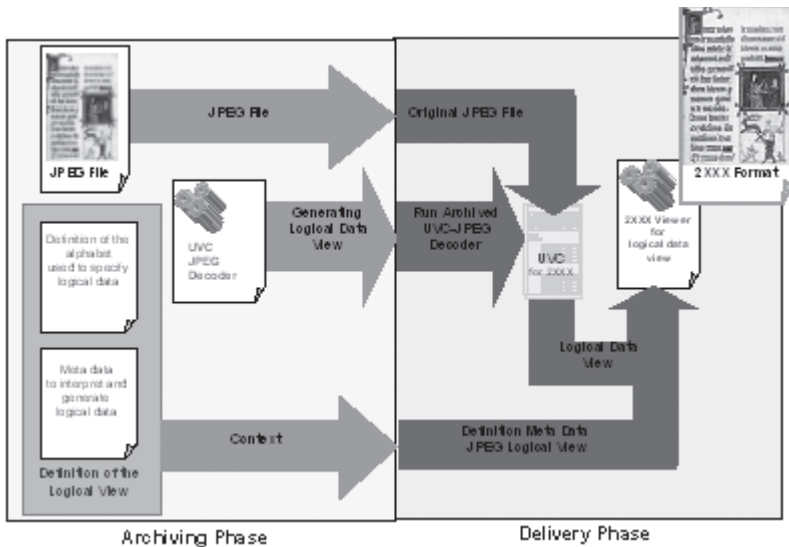 JPEG File
JPEG File
Original JPEG File
2XXX Format
Definition of the
alphabet
used to specify
logical data
UVC
JPEG
Decoder
Generating
Logical Data
View
Run Archived
UVC-JPEG
Decoder
UVC
for 2XXX
2XXX Viewer
for
logical data
view
Meta data
to interpret and
generate
logical data
Logical Data
View
Context
Definition Meta Data
JPEG Logical View
Definition of the
Logical View
Archiving Phase
Delivery Phase